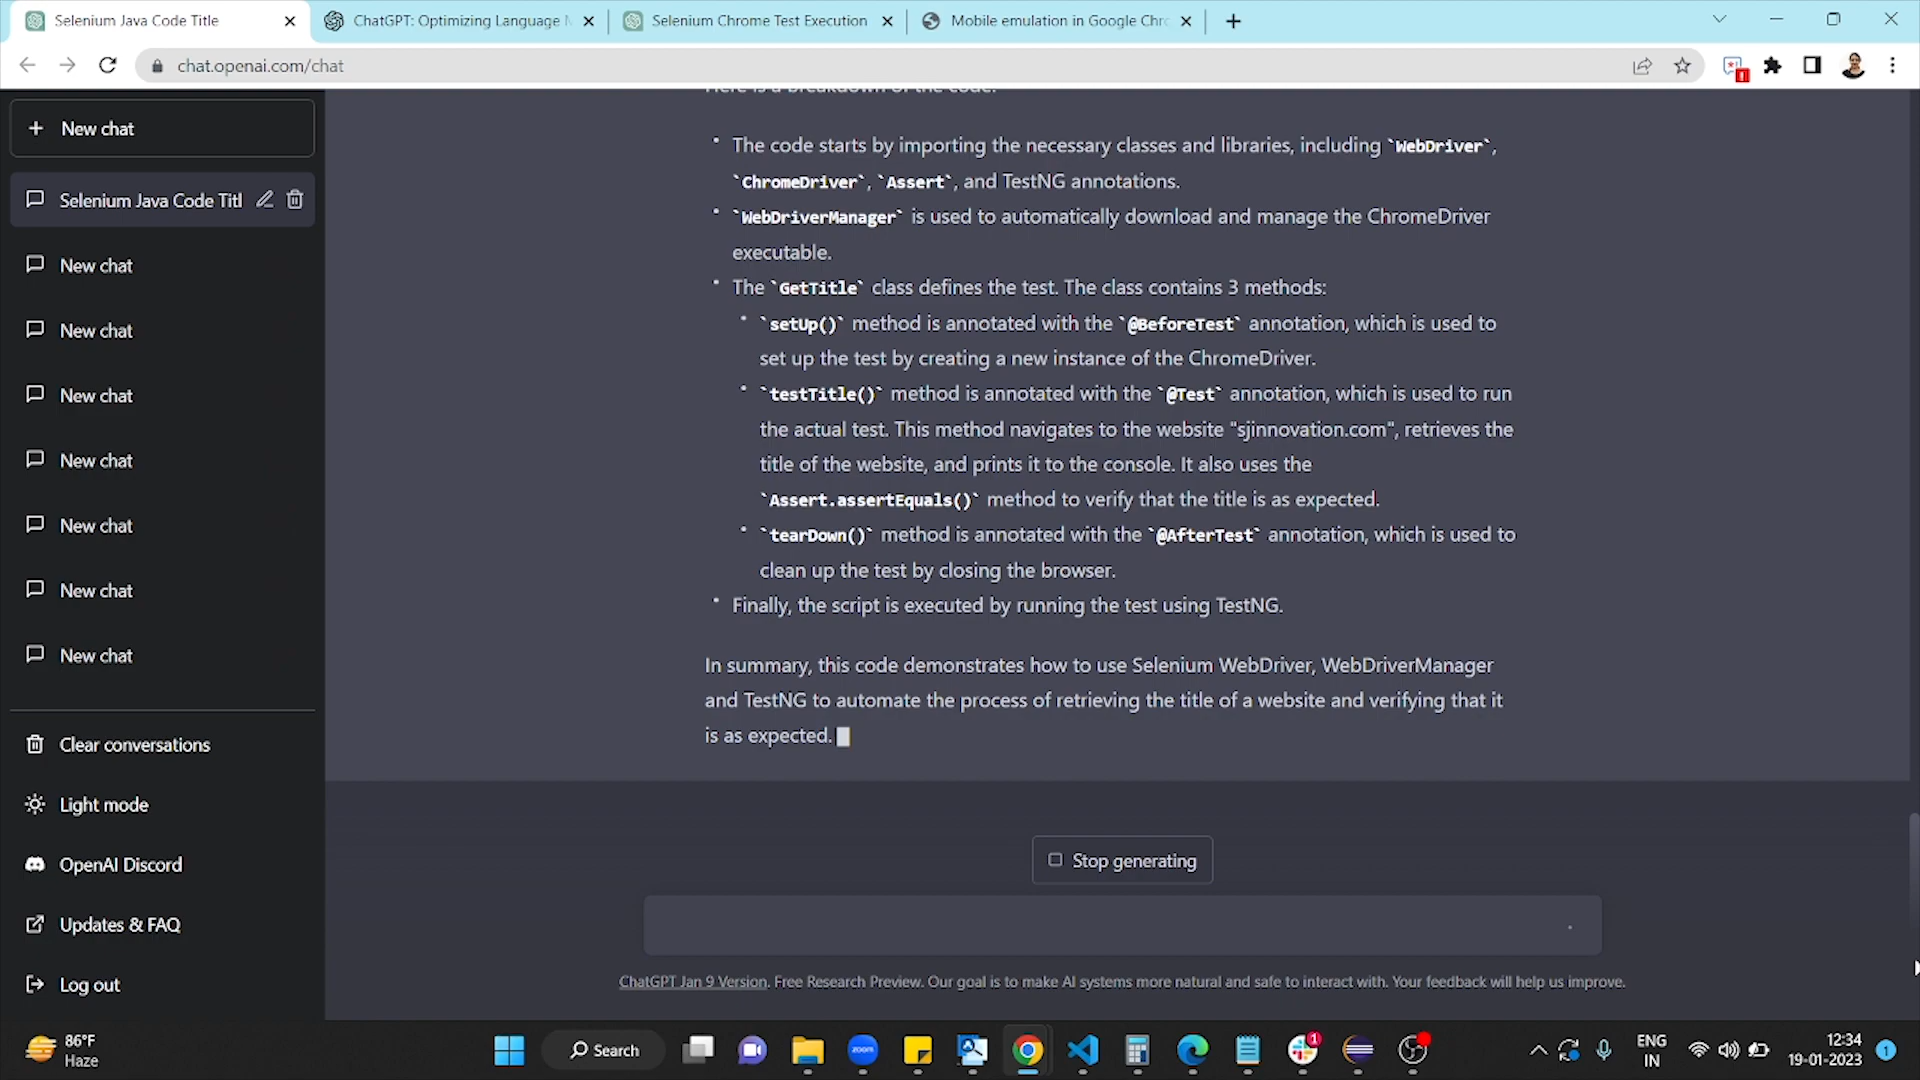 Selenium Java Code Title
ChatGPT: Optimizing Language
Selenium Chrome Test Execution
Mobile emulation in Google Chro
chat.openai.com/chat
New chat
Selenium Java Code Titl
New chat
New chat
New chat
New chat
New chat
New chat
New chat
Clear conversations
Light mode
OpenAI Discord
Updates & FAQ
Log out
Here is a breakdown of the code:
• The code starts by importing the necessary classes and libraries, including `WebDriver`,
`ChromeDriver`, `Assert`, and TestNG annotations.
• `WebDriverManager` is used to automatically download and manage the ChromeDriver
executable.
• The `GetTitle` class defines the test. The class contains 3 methods:
• `setUp()` method is annotated with the `@BeforeTest` annotation, which is used to
set up the test by creating a new instance of the ChromeDriver.
• `testTitle()` method is annotated with the `@Test` annotation, which is used to run
the actual test. This method navigates to the website "sjinnovation.com", retrieves the
title of the website, and prints it to the console. It also uses the
`Assert.assertEquals()` method to verify that the title is as expected.
• `tearDown()` method is annotated with the `@AfterTest` annotation, which is used to
clean up the test by closing the browser.
• Finally, the script is executed by running the test using TestNG.
In summary, this code demonstrates how to use Selenium WebDriver, WebDriverManager
and TestNG to automate the process of retrieving the title of a website and verifying that it
is as expected.
Stop generating
ChatGPT Jan 9 Version. Free Research Preview. Our goal is to make AI systems more natural and safe to interact with. Your feedback will help us improve.
86°F
Haze
Search
zoom
1
ENG
IN
12:34
19-01-2023
1